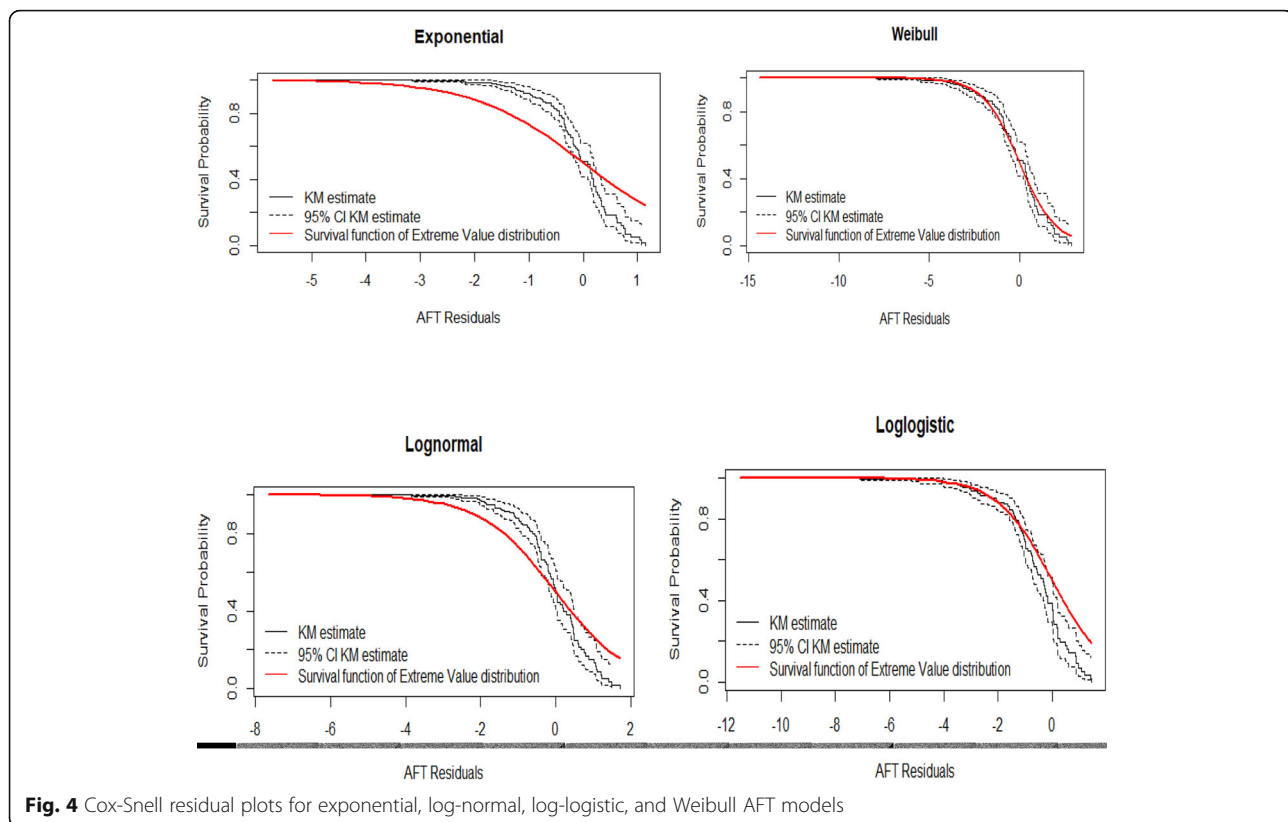 Exponential
Survival Probability
0.8
0.4
0.0
KM estimate
95% CI KM estimate
Survival function of Extreme Value distribution
-5 -4 -3 -2 -1 0 1
AFT Residuals
Weibull
Survival Probability
0.8
0.4
0.0
KM estimate
95% CI KM estimate
Survival function of Extreme Value distribution
-15 -10 -5 0
AFT Residuals
Lognormal
Survival Probability
0.8
0.4
0.0
KM estimate
95% CI KM estimate
Survival function of Extreme Value distribution
-8 -6 -4 -2 0 2
AFT Residuals
Loglogistic
Survival Probability
0.8
0.4
0.0
KM estimate
95% CI KM estimate
Survival function of Extreme Value distribution
-12 -10 -8 -6 -4 -2 0
AFT Residuals
Fig. 4 Cox-Snell residual plots for exponential, log-normal, log-logistic, and Weibull AFT models